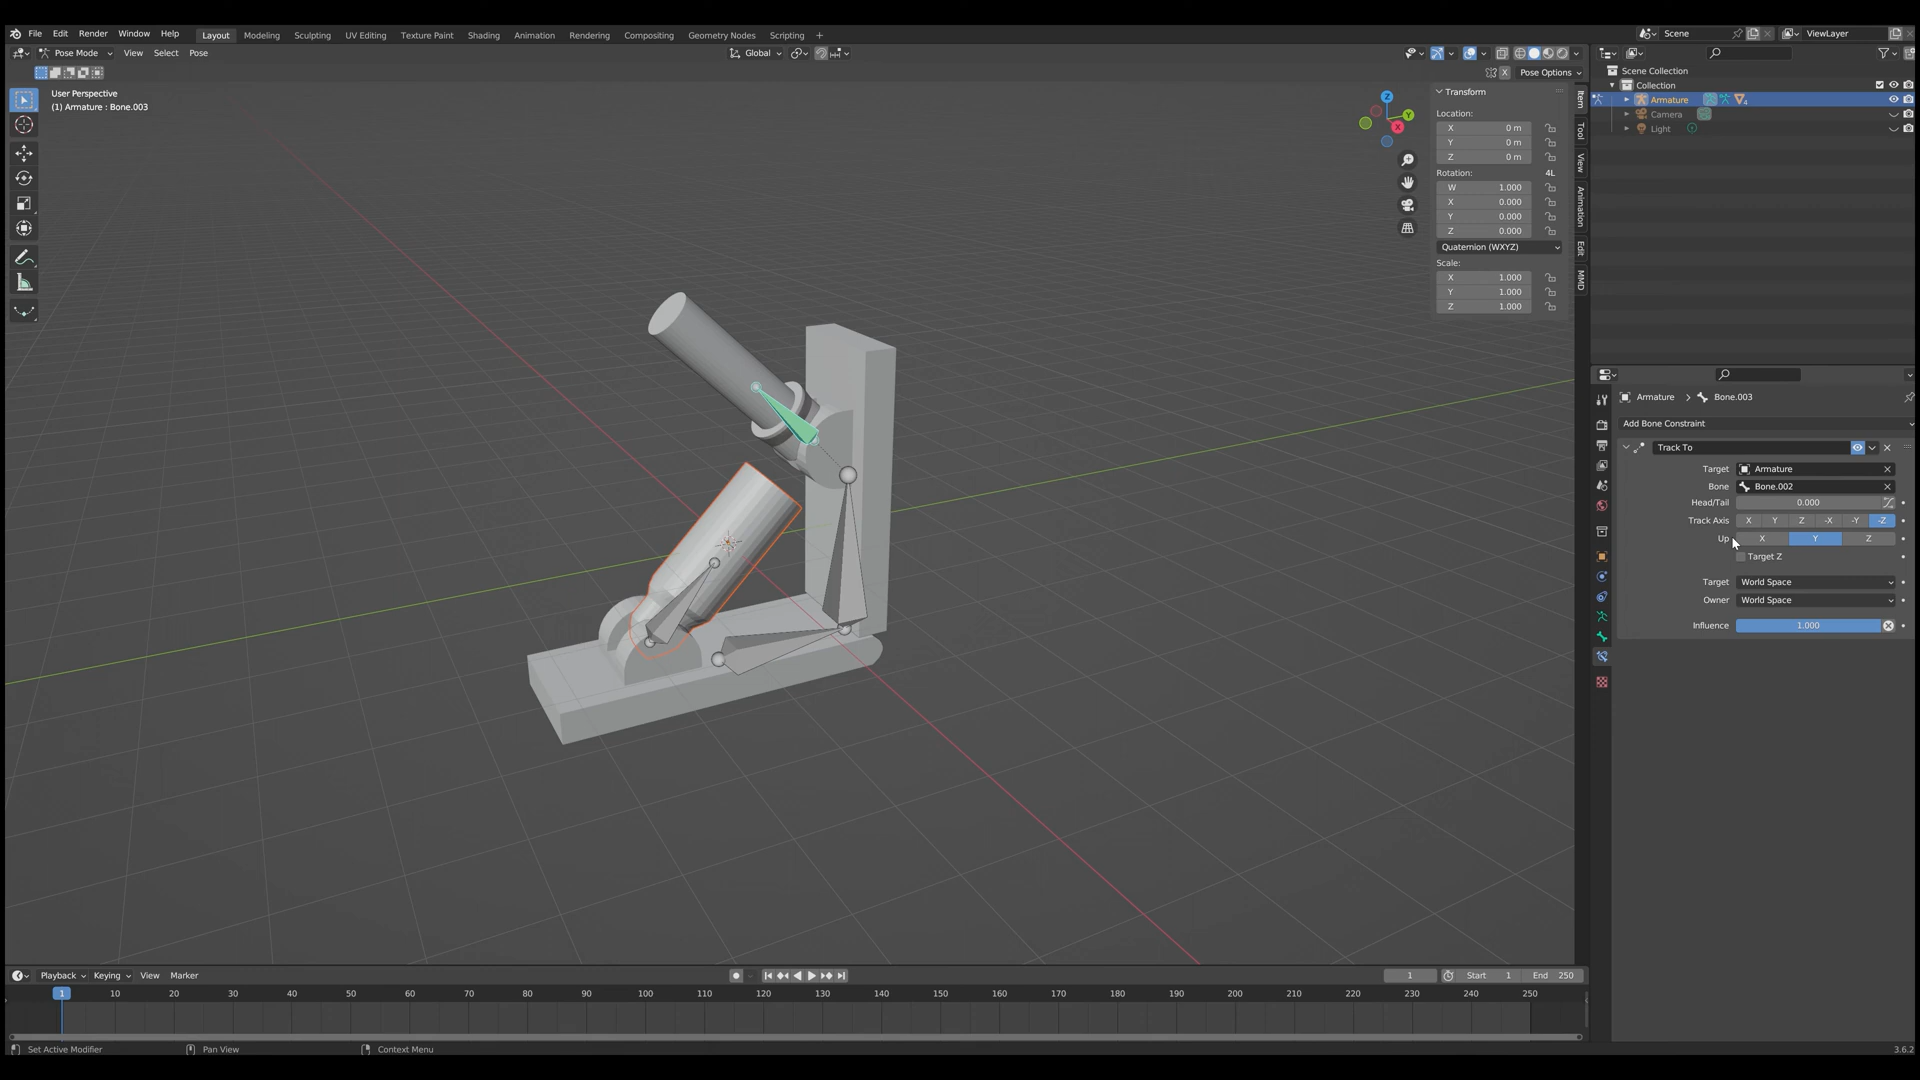 File Edit Render Window Help Layout Modeling Sculpting UV Editing Texture Paint Shading Animation Rendering Compositing Geometry Nodes Scripting + Scene ViewLayer
Pose Mode View Select Pose Global
X Pose Options
User Perspective
(1) Armature : Bone.003
Z
Y
X
Transform
Location:
X 0 m
Y 0 m
Z 0 m
Rotation: 4L
W 1.000
X 0.000
Y 0.000
Z 0.000
Quaternion (WXYZ)
Scale:
X 1.000
Y 1.000
Z 1.000
Item
Tool
View
Animation
Edit
MMD
Scene Collection
Collection
Armature 4
Camera
Light
Armature > Bone.003
Add Bone Constraint
Track To
Target Armature
Bone Bone.002
Head/Tail 0.000
Track Axis X Y Z -X -Y -Z
Up X Y Z
Target Z
Target World Space
Owner World Space
Influence 1.000
Playback Keying View Marker 1 Start 1 End 250
1 10 20 30 40 50 60 70 80 90 100 110 120 130 140 150 160 170 180 190 200 210 220 230 240 250
Set Active Modifier Pan View Context Menu 3.6.2